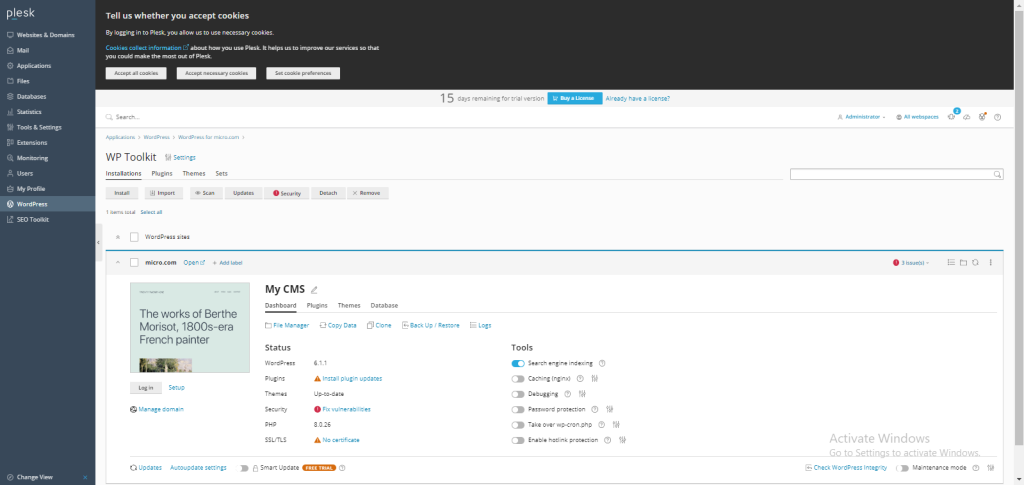 plesk
Websites & Domains
Mail
Applications
Files
Databases
Statistics
Tools & Settings
Extensions
Monitoring
Users
My Profile
WordPress
SEO Toolkit
Change View
Tell us whether you accept cookies
By logging in to Plesk, you allow us to use necessary cookies.
Cookies collect information about how you use Plesk. It helps us to improve our services so that
you could make the most out of Plesk.
Accept all cookies Accept necessary cookies Set cookie preferences
15 days remaining for trial version Buy a License Already have a license?
Search... Administrator All webspaces
Applications > WordPress > WordPress for micro.com >
WP Toolkit Settings
Installations Plugins Themes Sets
Install Import Scan Updates Security Detach Remove
1 items total Select all
WordPress sites
micro.com Open + Add label 3 issue(s)
The works of Berthe
Morisot, 1800s-era
French painter
Log in Setup
Manage domain
My CMS
Dashboard Plugins Themes Database
File Manager Copy Data Clone Back Up / Restore Logs
Status
WordPress 6.1.1
Plugins Install plugin updates
Themes Up-to-date
Security Fix vulnerabilities
PHP 8.0.26
SSL/TLS No certificate
Tools
Search engine indexing
Caching (nginx)
Debugging
Password protection
Take over wp-cron.php
Enable hotlink protection
Activate Windows
Go to Settings to activate Windows.
Updates Autoupdate settings Smart Update FREE TRIAL Check WordPress Integrity Maintenance mode